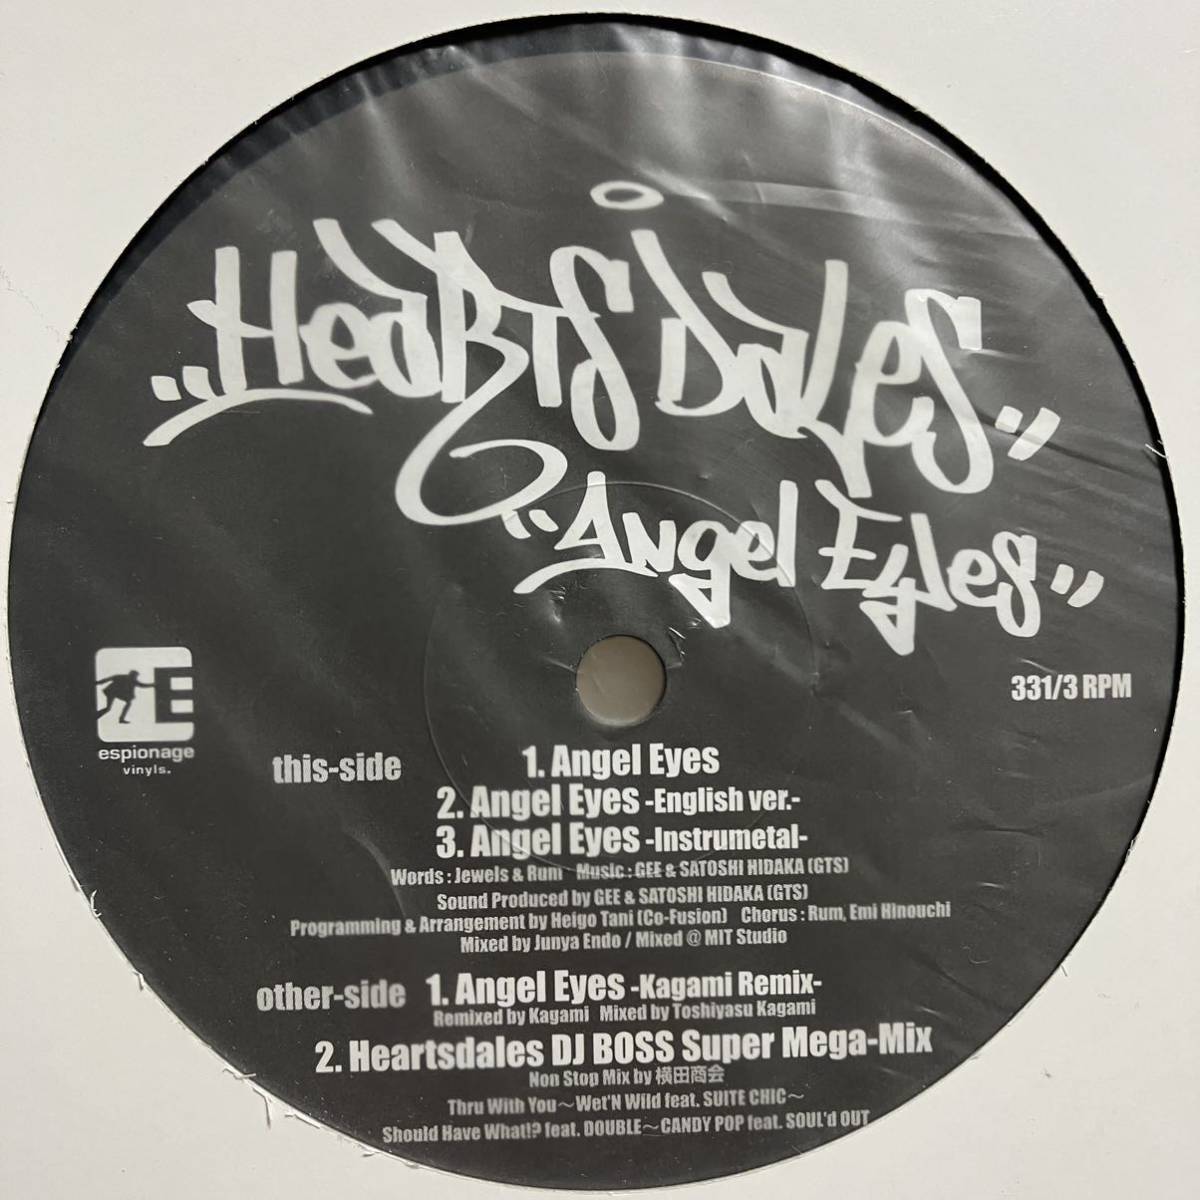 "Heartsdales"
"Angel Eyes"
331/3 RPM
E
espionage
vinyls.
this-side
1. Angel Eyes
2. Angel Eyes -English ver.-
3. Angel Eyes -Instrumetal-
Words : Jewels & Rum Music : GEE & SATOSHI HIDAKA (GTS)
Sound Produced by GEE & SATOSHI HIDAKA (GTS)
Programming & Arrangement by Heigo Tani (Co-Fusion) Chorus : Rum, Emi Hinouchi
Mixed by Junya Endo / Mixed @ MIT Studio
other-side
1. Angel Eyes -Kagami Remix-
Remixed by Kagami Mixed by Toshiyasu Kagami
2. Heartsdales DJ BOSS Super Mega-Mix
Non Stop Mix by 横田商会
Thru With You～Wet'N Wild feat. SUITE CHIC～
Should Have What!? feat. DOUBLE～CANDY POP feat. SOUL'd OUT